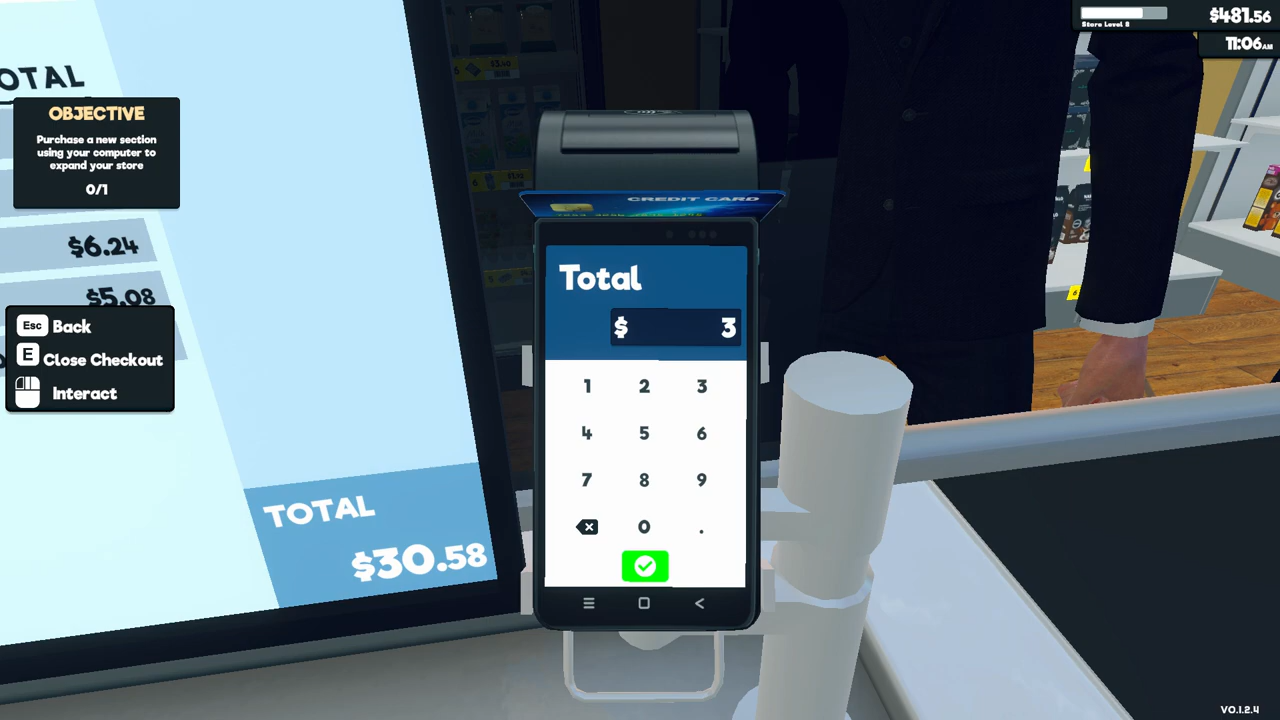 OTAL
OBJECTIVE
Purchase a new section
using your computer to
expand your store
0/1
$6.24
$5.08
Esc Back
E Close Checkout
Interact
TOTAL
$30.58
CREDIT CARD
Total
$ 3
1 2 3
4 5 6
7 8 9
0 .
Store Level 8
$481.56
11:06AM
V0.1.2.4